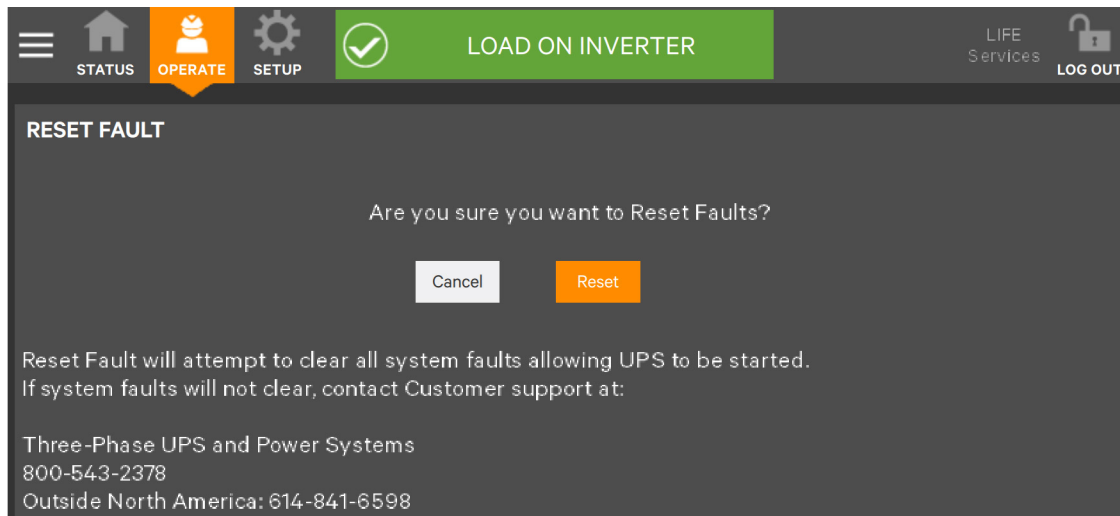 STATUS
OPERATE
SETUP
LOAD ON INVERTER
LIFE
Services
LOG OUT
RESET FAULT
Are you sure you want to Reset Faults?
Cancel Reset
Reset Fault will attempt to clear all system faults allowing UPS to be started.
If system faults will not clear, contact Customer support at:
Three-Phase UPS and Power Systems
800-543-2378
Outside North America: 614-841-6598